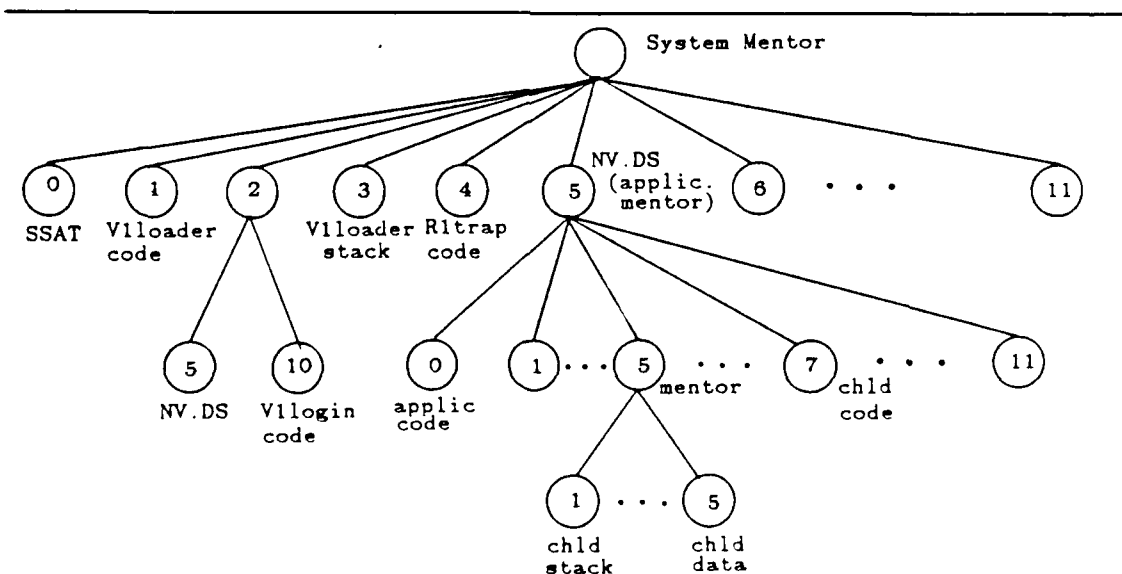 System Mentor
0 1 2 3 4 5 6 . . . 11
NV.DS
(applic.
mentor)
SSAT
V1loader
code
V1loader
stack
R1trap
code
5 10 0 1 ... 5 ... 7 . . . 11
NV.DS
V1login
code
applic
code
mentor
chld
code
1 . . . 5
chld
stack
chld
data